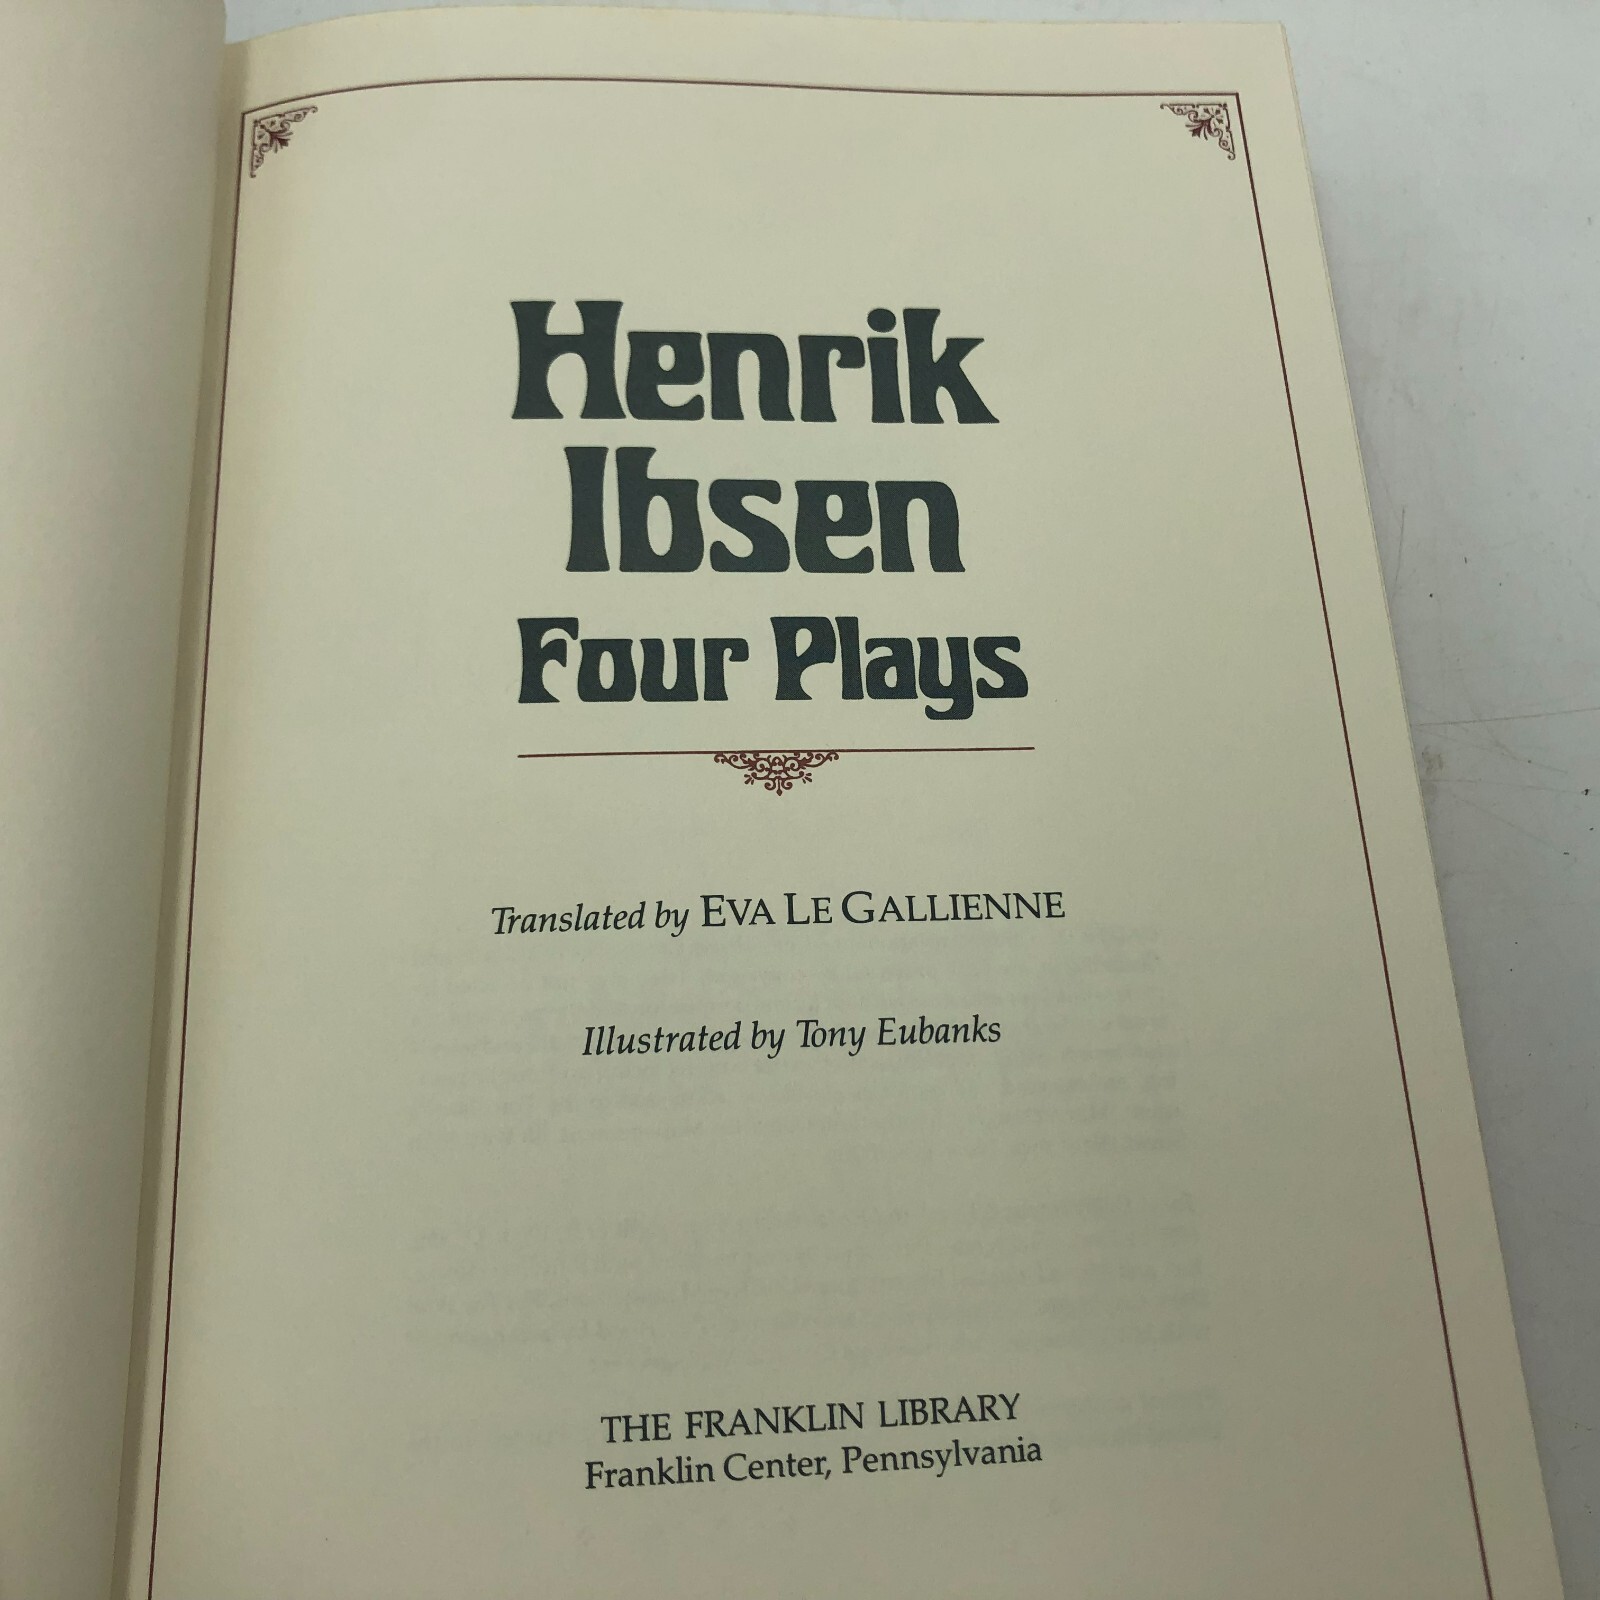 Henrik
Ibsen
Four Plays
Translated by EVA LE GALLIENNE
Illustrated by Tony Eubanks
THE FRANKLIN LIBRARY
Franklin Center, Pennsylvania